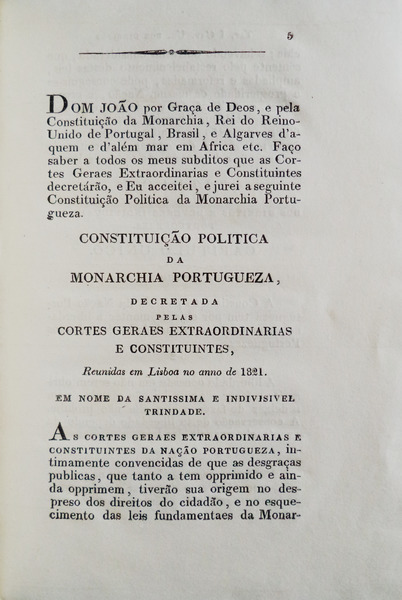 5
DOM JOÃO por Graça de Deos, e pela
Constituição da Monarchia, Rei do Reino-
Unido de Portugal, Brasil, e Algarves d'a-
quem e d'além mar em Africa etc. Faço
saber a todos os meus subditos que as Cor-
tes Geraes Extraordinarias e Constituintes
decretárão, e Eu acceitei, e jurei a seguinte
Constituição Politica da Monarchia Portu-
gueza.
CONSTITUIÇÃO POLITICA
DA
MONARCHIA PORTUGUEZA,
DECRETADA
PELAS
CORTES GERAES EXTRAORDINARIAS
E CONSTITUINTES,
Reunidas em Lisboa no anno de 1821.
EM NOME DA SANTISSIMA E INDIVISIVEL
TRINDADE.
AS CORTES GERAES EXTRAORDINARIAS E
CONSTITUINTES DA NAÇÃO PORTUGUEZA, in-
timamente convencidas de que as desgraças
publicas, que tanto a tem opprimido e ain-
da opprimem, tiverão sua origem no des-
preso dos direitos do cidadão, e no esque-
cimento das leis fundamentaes da Monar-